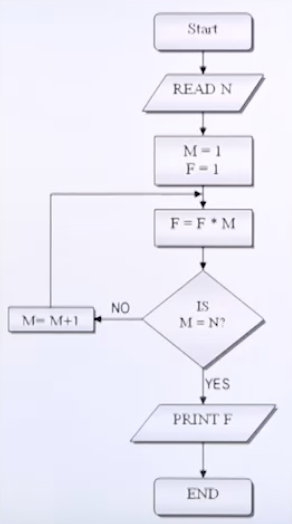 Start
READ N
M = 1
F = 1
F = F * M
IS
M = N?
NO
M= M+1
YES
PRINT F
END